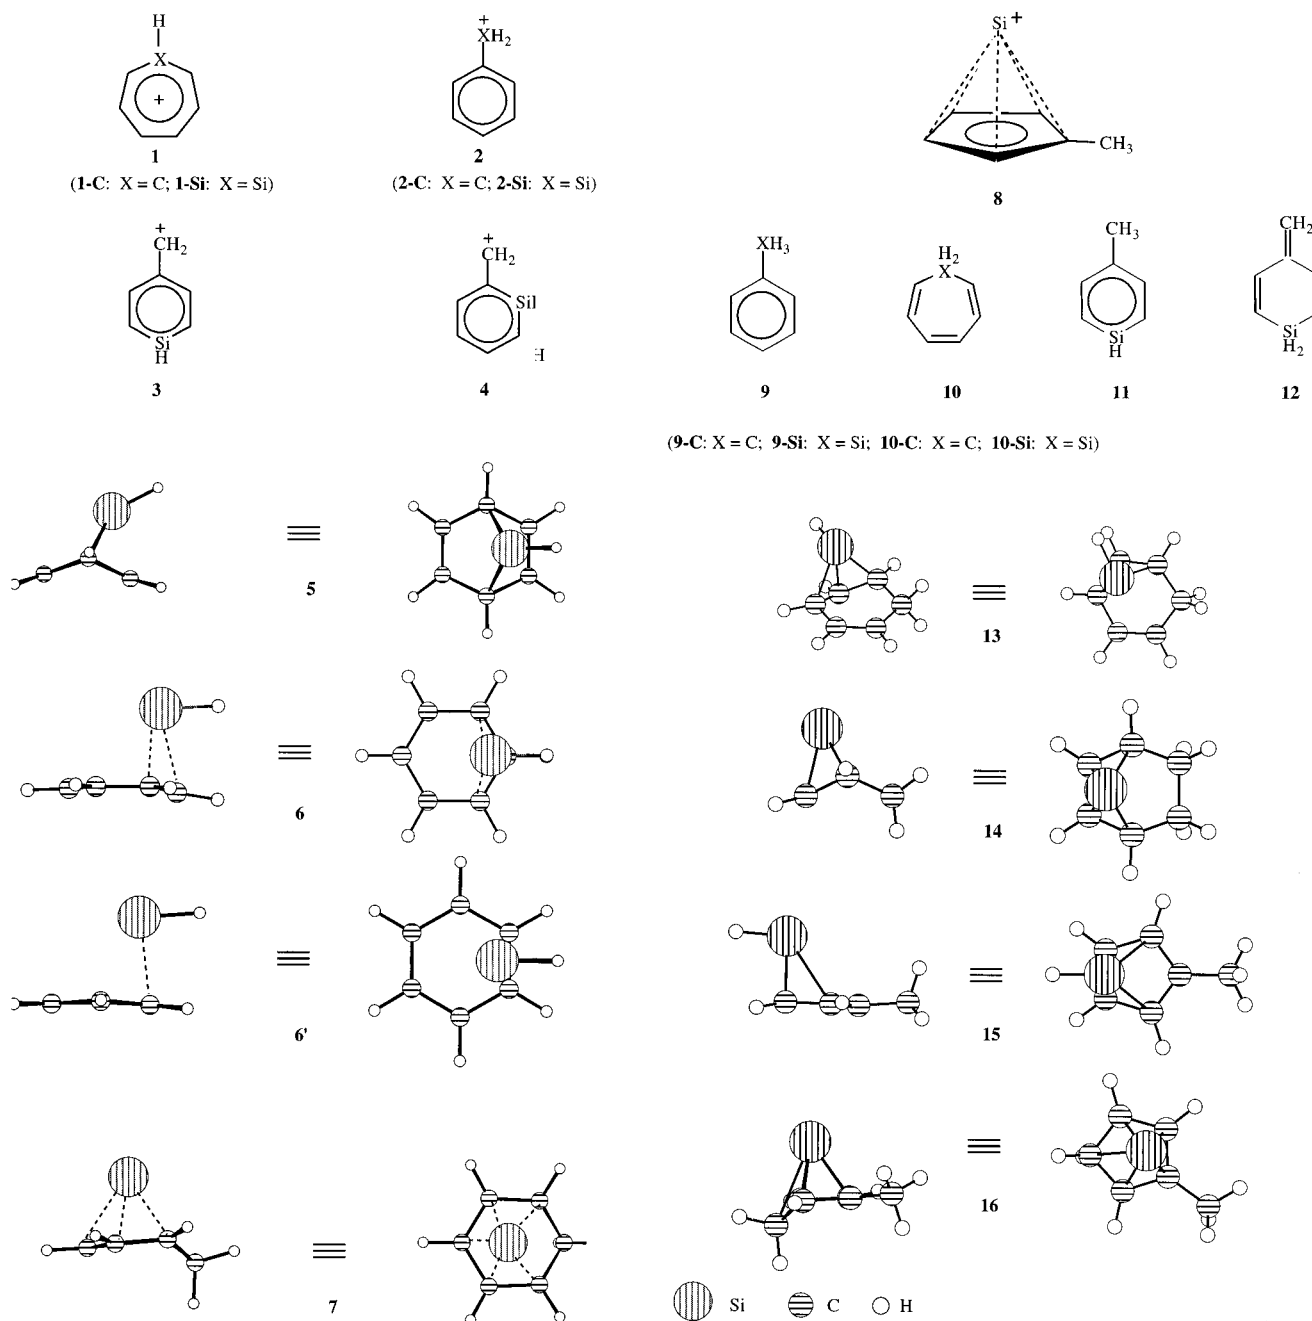 H
X
+
1
(1-C: X = C; 1-Si: X = Si)
+
XH2
2
(2-C: X = C; 2-Si: X = Si)
Si+
CH3
8
+
CH2
Si
H
3
+
CH2
Sil
H
4
XH3
9
H2
X
10
CH3
Si
H
11
CH2
Si
H2
12
(9-C: X = C; 9-Si: X = Si; 10-C: X = C; 10-Si: X = Si)
5
13
6
14
6'
15
7
16
Si
C
H